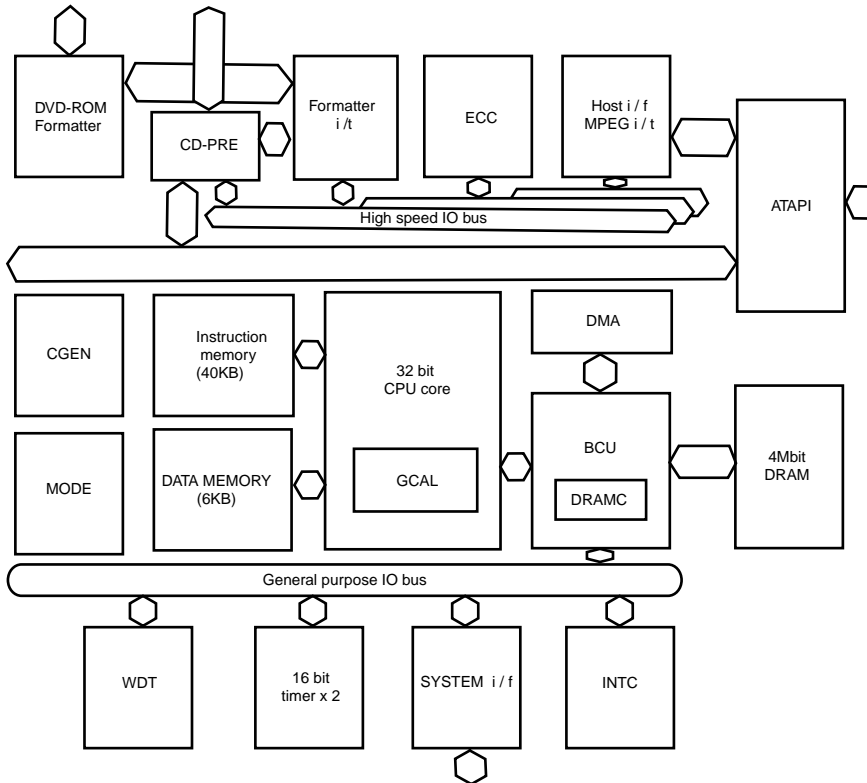 DVD-ROM
Formatter
CD-PRE
Formatter
i /t
ECC
Host i / f
MPEG i / t
ATAPI
High speed IO bus
CGEN
Instruction
memory
(40KB)
32 bit
CPU core
DMA
MODE
DATA MEMORY
(6KB)
GCAL
BCU
DRAMC
4Mbit
DRAM
General purpose IO bus
WDT
16 bit
timer x 2
SYSTEM i / f
INTC